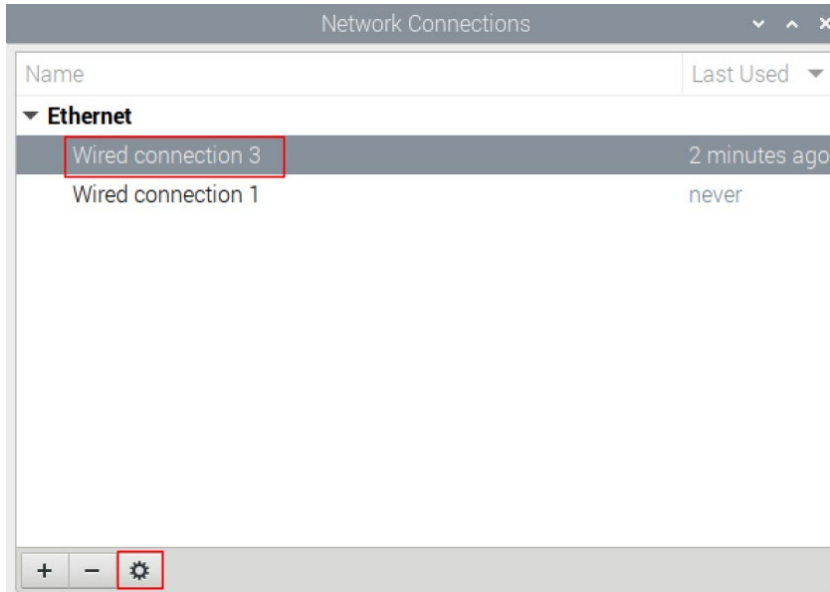 Network Connections
Name Last Used
Ethernet
Wired connection 3 2 minutes ago
Wired connection 1 never